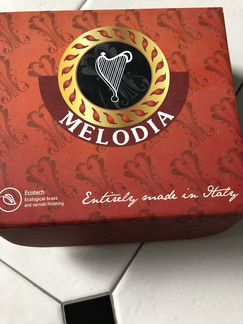 MELODIA
Ecotech
Ecological brass
and varnish finishing.
Entirely made in Italy